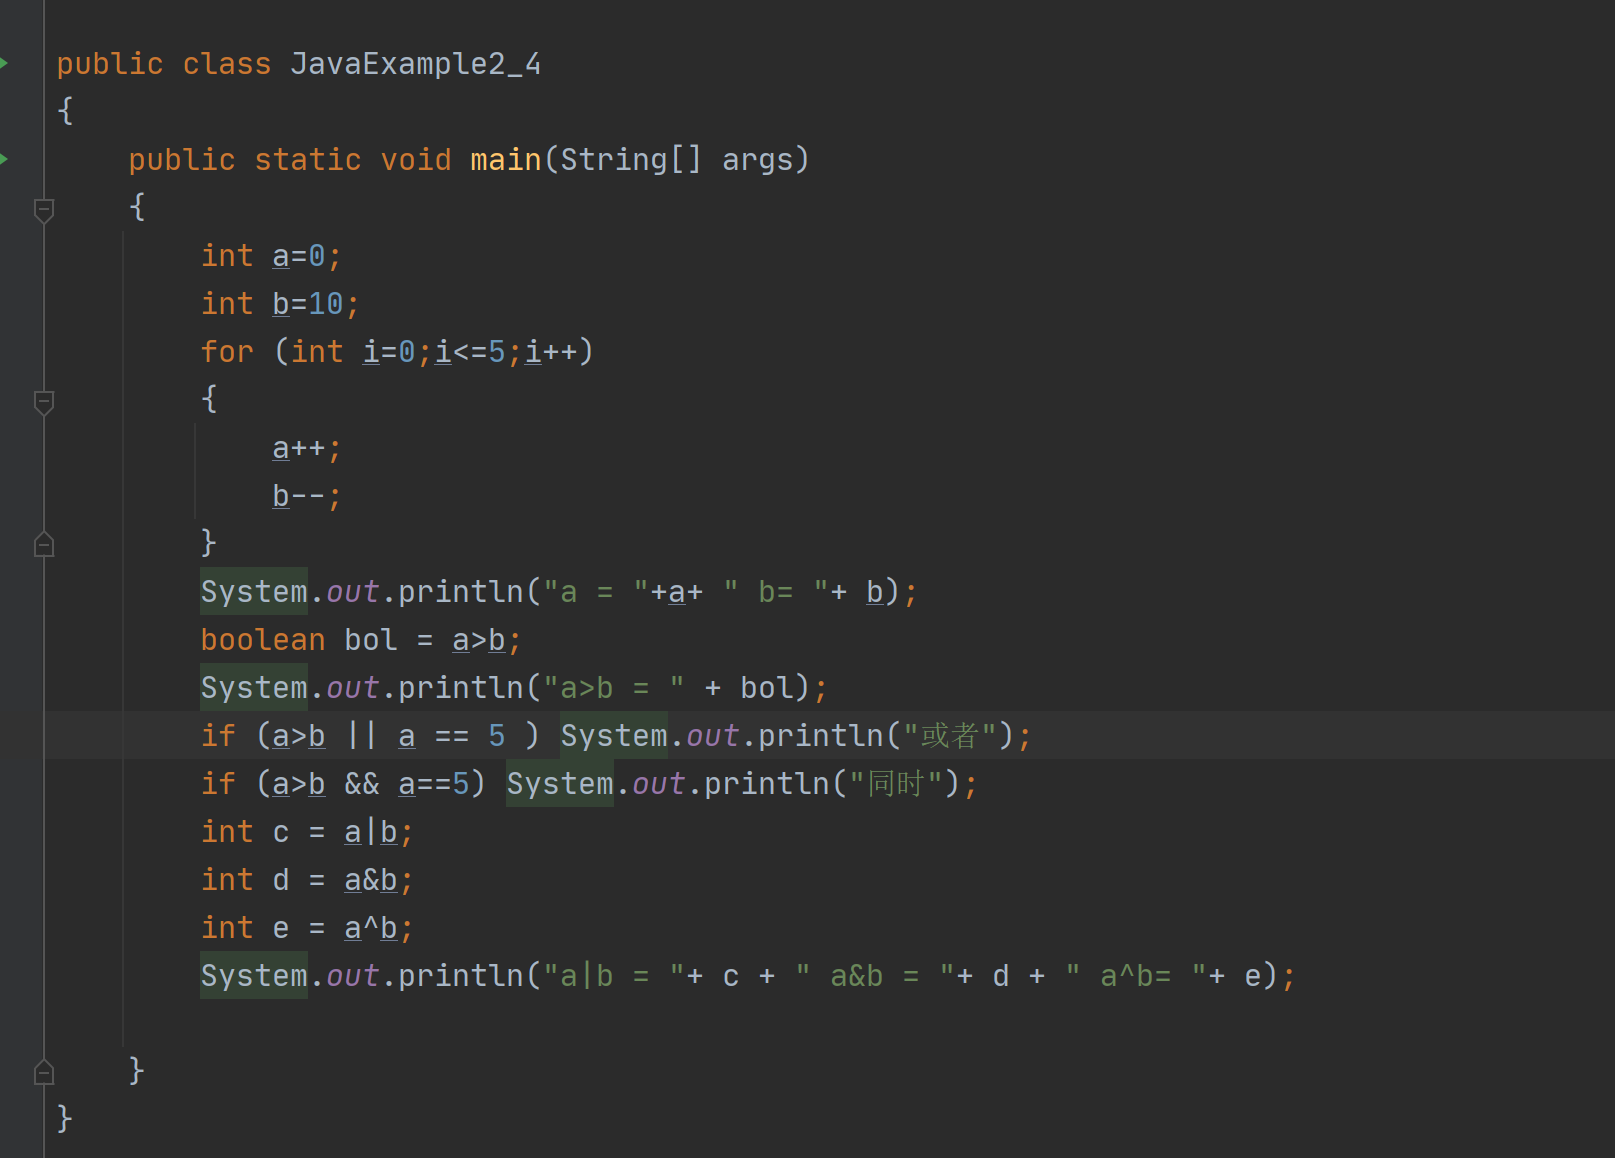 public class JavaExample2_4
{
    public static void main(String[] args)
    {
        int a=0;
        int b=10;
        for (int i=0;i<=5;i++)
        {
            a++;
            b--;
        }
        System.out.println("a = "+a+ " b= "+ b);
        boolean bol = a>b;
        System.out.println("a>b = " + bol);
        if (a>b || a == 5 ) System.out.println("或者");
        if (a>b && a==5) System.out.println("同时");
        int c = a|b;
        int d = a&b;
        int e = a^b;
        System.out.println("a|b = "+ c + " a&b = "+ d + " a^b= "+ e);
    }
}